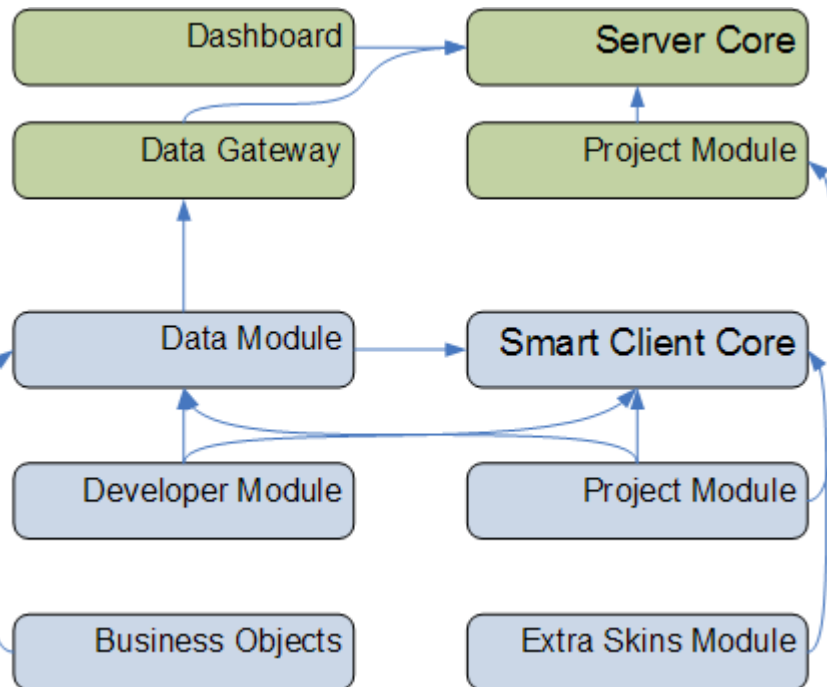 Dashboard
Server Core
Data Gateway
Project Module
Data Module
Smart Client Core
Developer Module
Project Module
Business Objects
Extra Skins Module